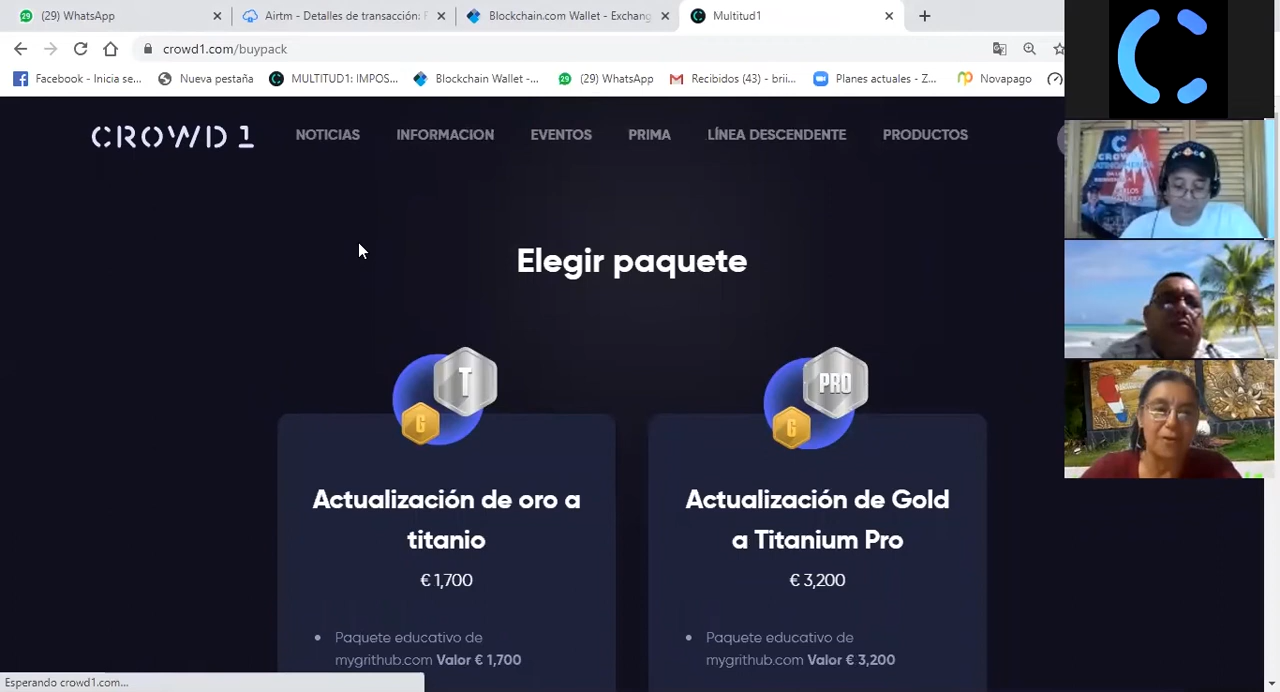 (29) WhatsApp
Airtm - Detalles de transacción: F
Blockchain.com Wallet - Exchang
Multitud1
crowd1.com/buypack
Facebook - Inicia se...
Nueva pestaña
MULTITUD1: IMPOS...
Blockchain Wallet -...
(29) WhatsApp
Recibidos (43) - brii...
Planes actuales - Z...
Novapago
CROWD 1
NOTICIAS
INFORMACION
EVENTOS
PRIMA
LÍNEA DESCENDENTE
PRODUCTOS
Elegir paquete
T
G
PRO
G
Actualización de oro a
titanio
€ 1,700
Paquete educativo de
mygrithub.com Valor € 1,700
Actualización de Gold
a Titanium Pro
€ 3,200
Paquete educativo de
mygrithub.com Valor € 3,200
Esperando crowd1.com...